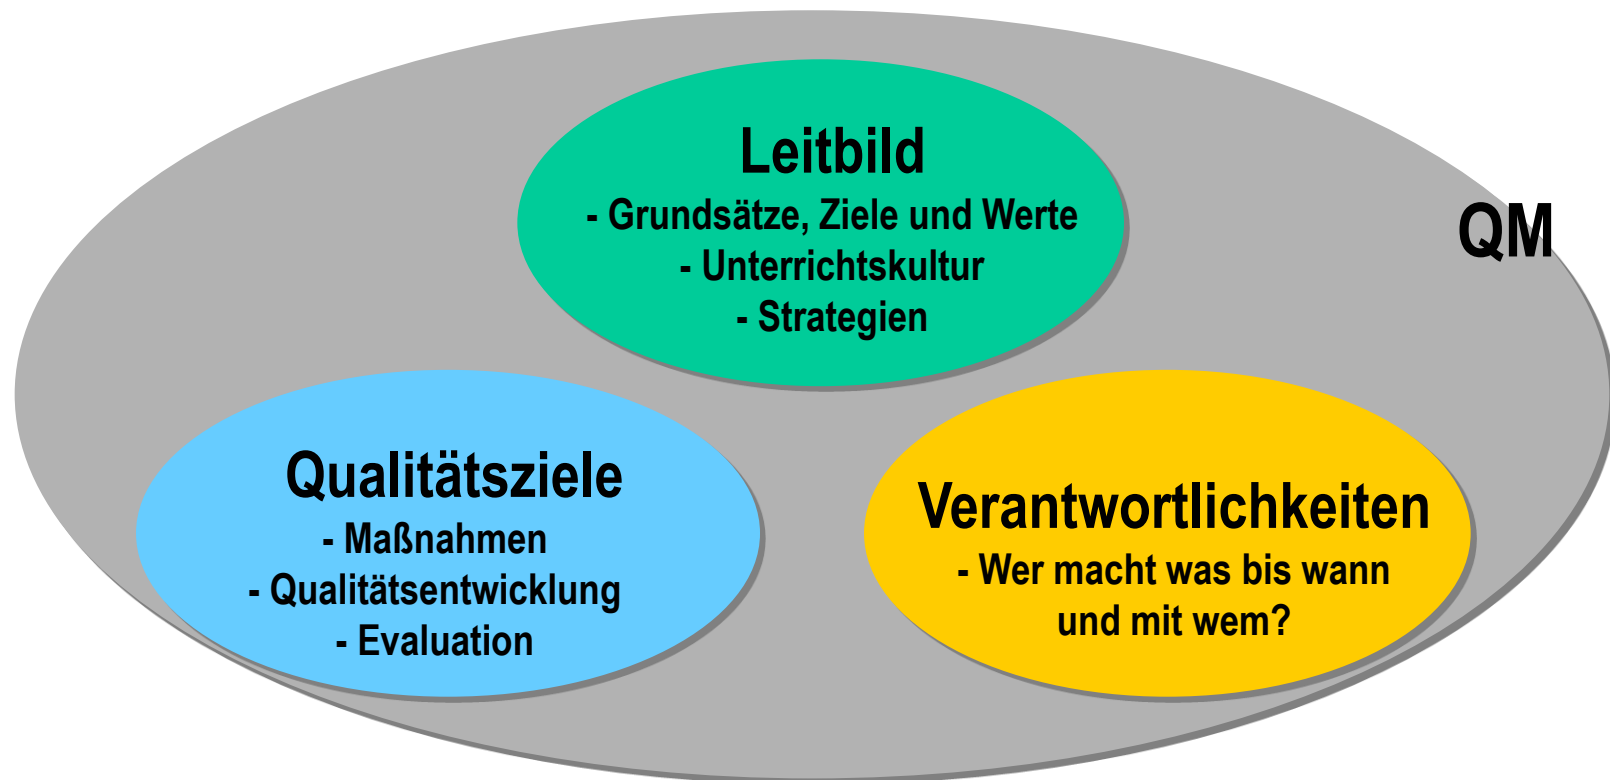 Leitbild
- Grundsätze, Ziele und Werte
- Unterrichtskultur
- Strategien
QM
Qualitätsziele
- Maßnahmen
- Qualitätsentwicklung
- Evaluation
Verantwortlichkeiten
- Wer macht was bis wann
und mit wem?